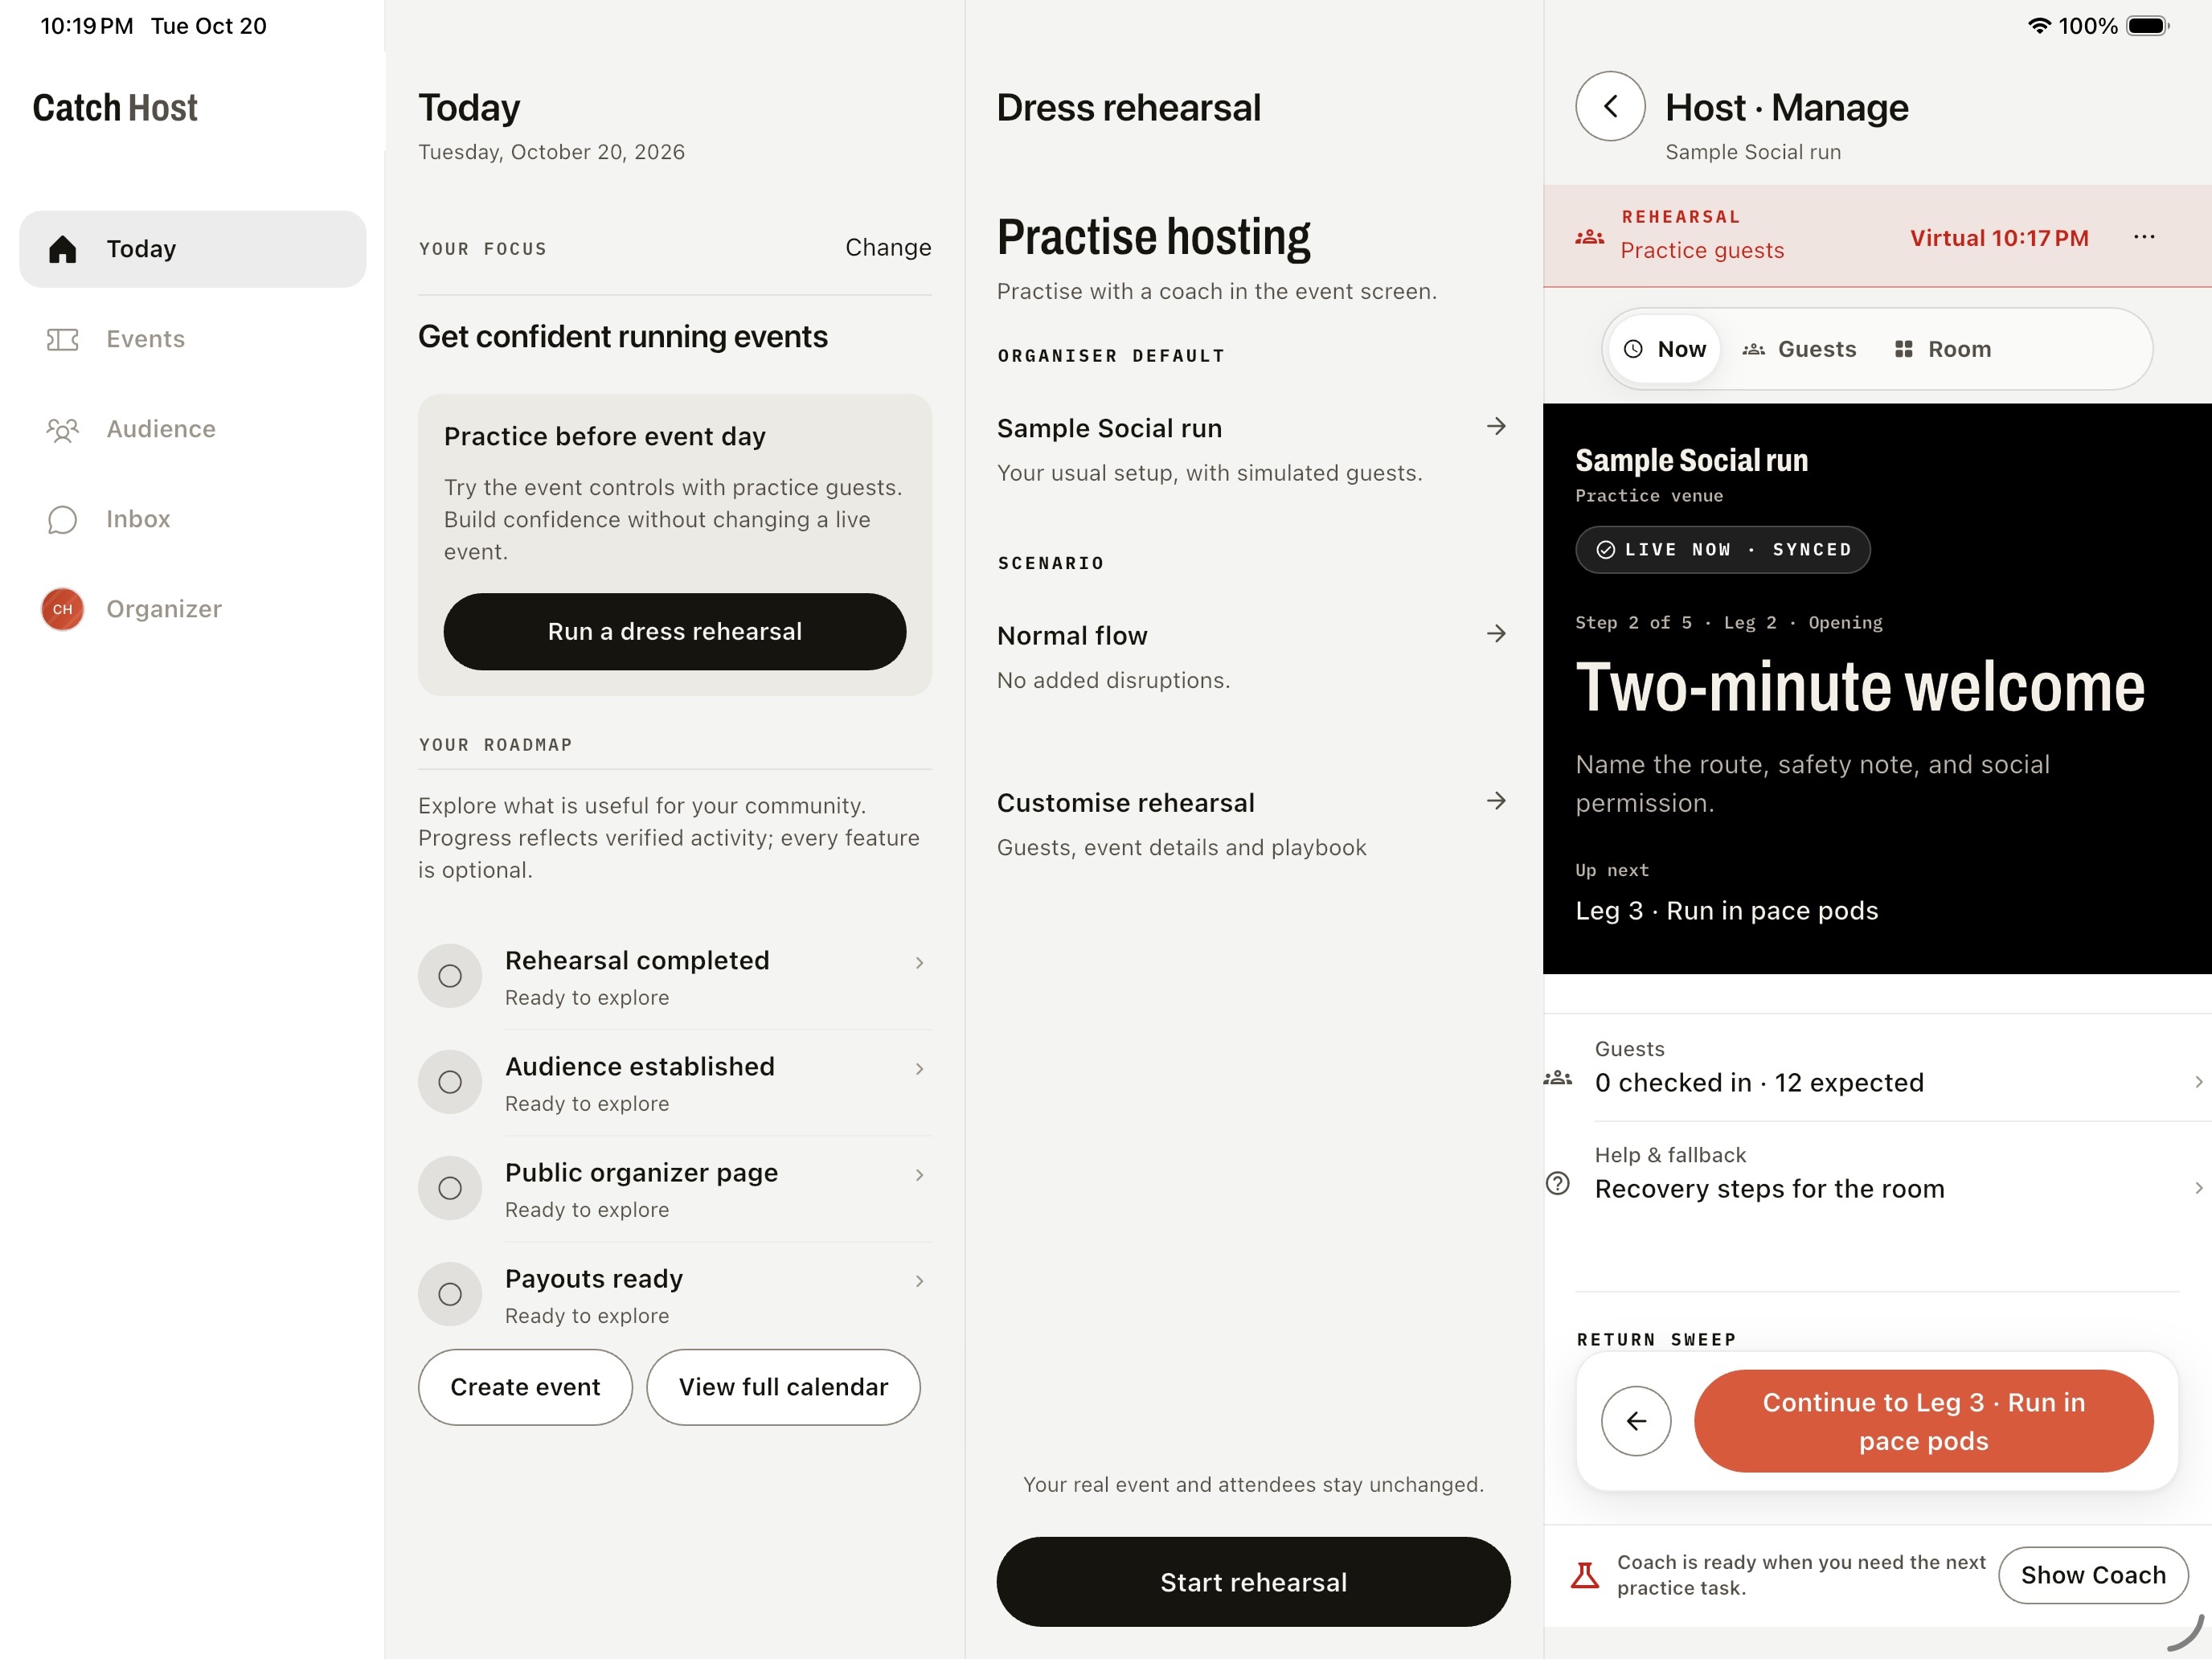 10:19 PM Tue Oct 20
100%
Catch Host
Today
Events
Audience
Inbox
CH
Organizer
Today
Tuesday, October 20, 2026
YOUR FOCUS
Change
Get confident running events
Practice before event day
Try the event controls with practice guests.
Build confidence without changing a live
event.
Run a dress rehearsal
YOUR ROADMAP
Explore what is useful for your community.
Progress reflects verified activity; every feature
is optional.
Rehearsal completed
Ready to explore
Audience established
Ready to explore
Public organizer page
Ready to explore
Payouts ready
Ready to explore
Create event
View full calendar
Dress rehearsal
Practise hosting
Practise with a coach in the event screen.
ORGANISER DEFAULT
Sample Social run
Your usual setup, with simulated guests.
SCENARIO
Normal flow
No added disruptions.
Customise rehearsal
Guests, event details and playbook
Your real event and attendees stay unchanged.
Start rehearsal
Host · Manage
Sample Social run
REHEARSAL
Practice guests
Virtual 10:17 PM
Now
Guests
Room
Sample Social run
Practice venue
LIVE NOW · SYNCED
Step 2 of 5 · Leg 2 · Opening
Two-minute welcome
Name the route, safety note, and social
permission.
Up next
Leg 3 · Run in pace pods
Guests
0 checked in · 12 expected
Help & fallback
Recovery steps for the room
RETURN SWEEP
Continue to Leg 3 · Run in
pace pods
Coach is ready when you need the next
practice task.
Show Coach